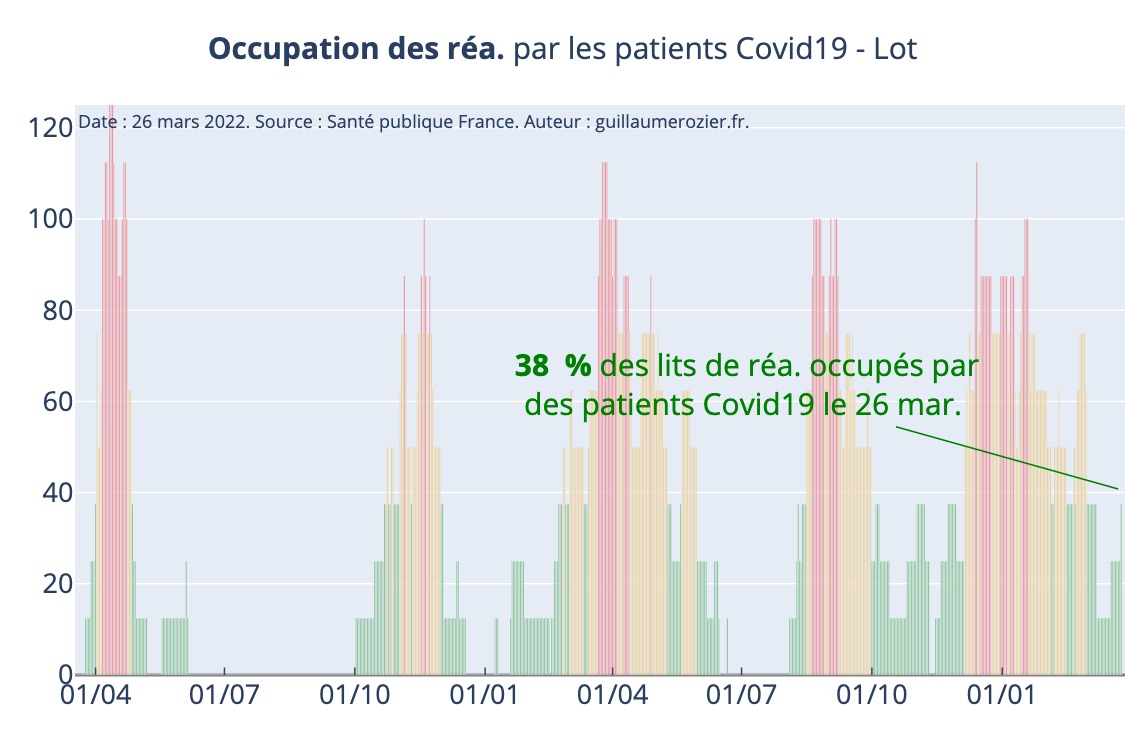 Occupation des réa. par les patients Covid19 - Lot
Date : 26 mars 2022. Source : Santé publique France. Auteur : guillaumerozier.fr.
120
100
80
60
40
20
0
38 % des lits de réa. occupés par
des patients Covid19 le 26 mar.
01/04 01/07 01/10 01/01 01/04 01/07 01/10 01/01